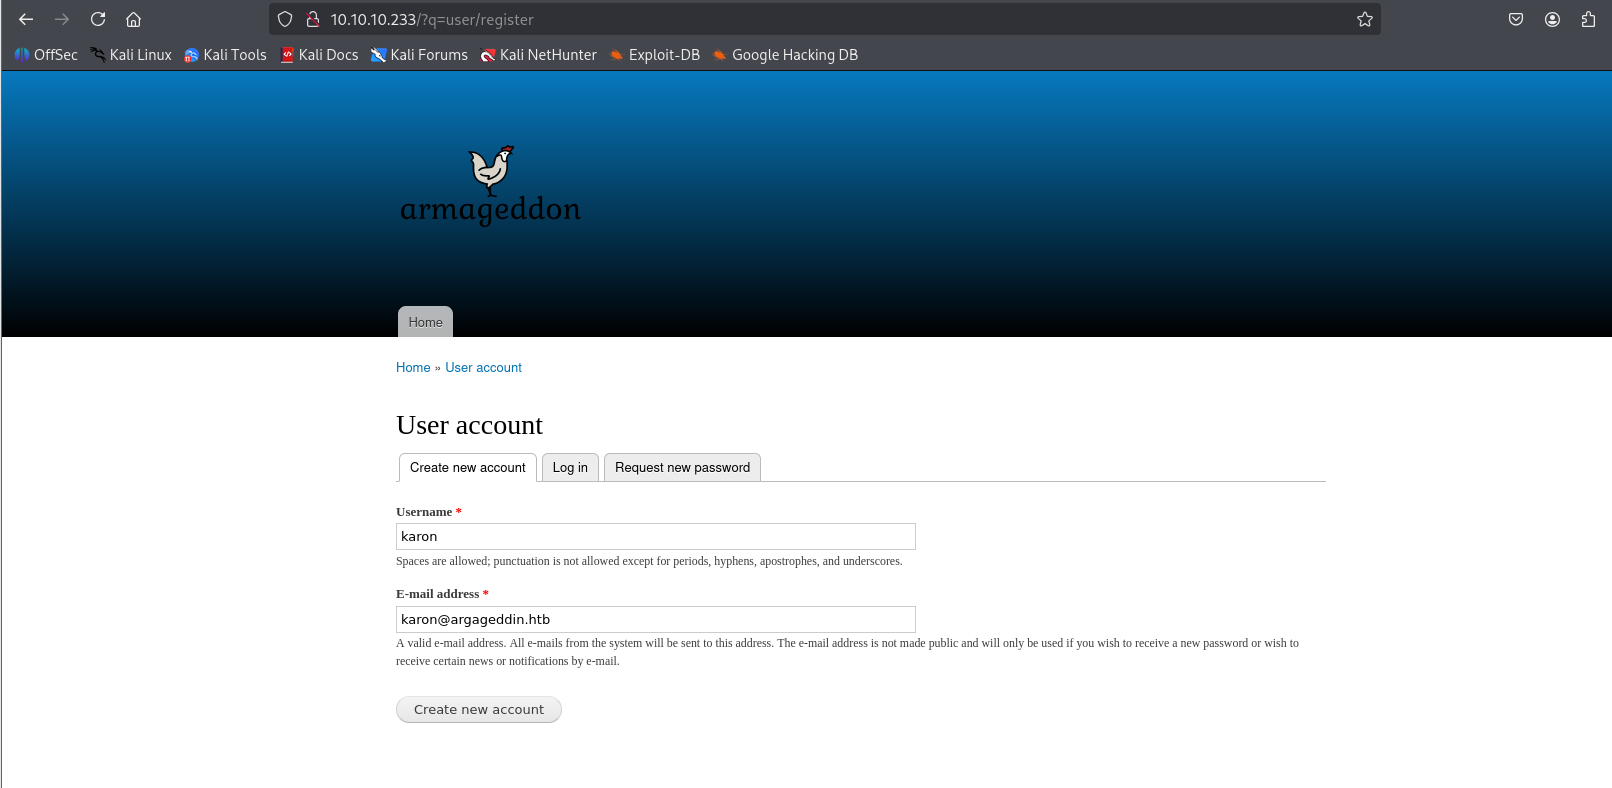 10.10.10.233/?q=user/register
OffSec Kali Linux Kali Tools Kali Docs Kali Forums Kali NetHunter Exploit-DB Google Hacking DB
armageddon
Home
Home » User account
User account
Create new account Log in Request new password
Username *
karon
Spaces are allowed; punctuation is not allowed except for periods, hyphens, apostrophes, and underscores.
E-mail address *
karon@argageddin.htb
A valid e-mail address. All e-mails from the system will be sent to this address. The e-mail address is not made public and will only be used if you wish to receive a new password or wish to
receive certain news or notifications by e-mail.
Create new account